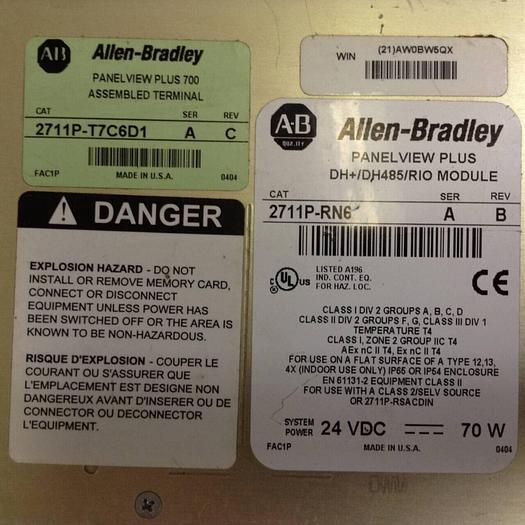 AB Allen-Bradley
PANELVIEW PLUS 700
ASSEMBLED TERMINAL
CAT SER REV
2711P-T7C6D1 A C
FAC1P MADE IN U.S.A. 0404
WIN (21)AW0BW5QX
A-B Allen-Bradley
QUALITY
PANELVIEW PLUS
DH+/DH485/RIO MODULE
CAT SER REV
2711P-RN6 A B
UL C US LISTED A196
IND. CONT. EQ.
FOR HAZ. LOC.
CE
CLASS I DIV 2 GROUPS A, B, C, D
CLASS II DIV 2 GROUPS F, G, CLASS III DIV 1
TEMPERATURE T4
CLASS I, ZONE 2 GROUP IIC T4
AEx nC II T4, Ex nC II T4
FOR USE ON A FLAT SURFACE OF A TYPE 12,13,
4X (INDOOR USE ONLY) IP65 or IP54 ENCLOSURE
EN 61131-2 EQUIPMENT CLASS II
FOR USE WITH A CLASS 2/SELV SOURCE
OR 2711P-RSACDIN
SYSTEM
POWER 24 VDC 70 W
FAC1P MADE IN U.S.A. 0404
DANGER
EXPLOSION HAZARD - DO NOT
INSTALL OR REMOVE MEMORY CARD,
CONNECT OR DISCONNECT
EQUIPMENT UNLESS POWER HAS
BEEN SWITCHED OFF OR THE AREA IS
KNOWN TO BE NON-HAZARDOUS.
RISQUE D'EXPLOSION - COUPER LE
COURANT OU S'ASSURER QUE
L'EMPLACEMENT EST DESIGNE NON
DANGEREUX AVANT D'INSERER OU DE
CONNECTOR OU DECONNECTOR
L'EQUIPMENT.